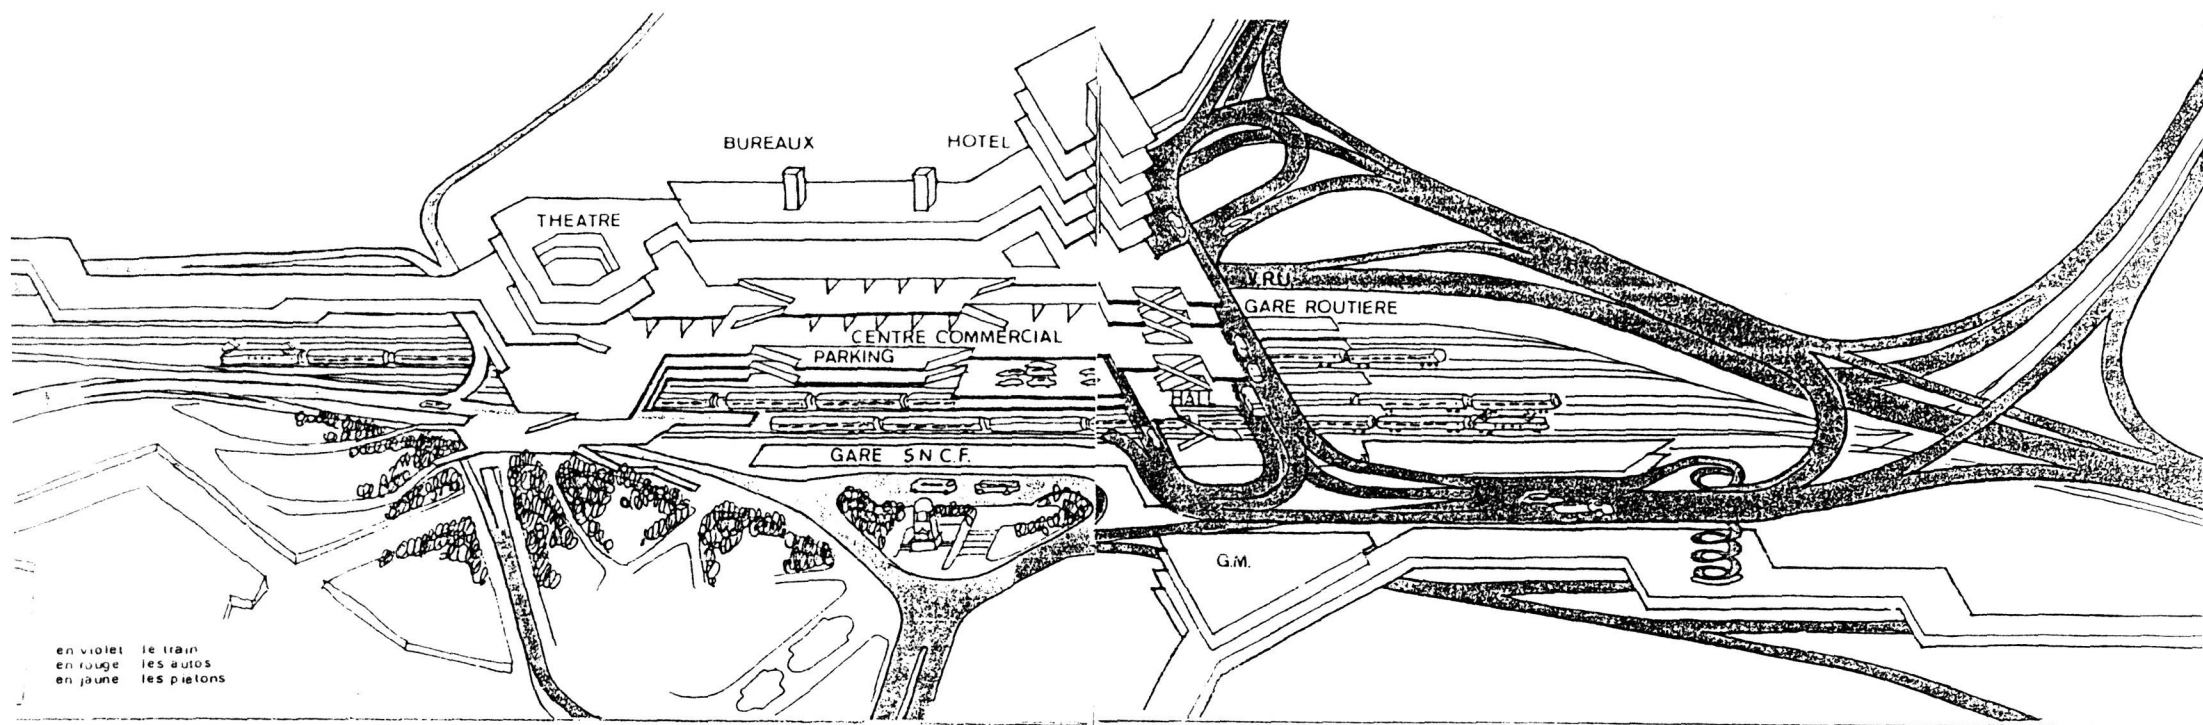 BUREAUX
HOTEL
THEATRE
V.R.U.
GARE ROUTIERE
CENTRE COMMERCIAL
PARKING
HALL
GARE S.N.C.F.
G.M.
en violet le train
en rouge les autos
en jaune les piétons